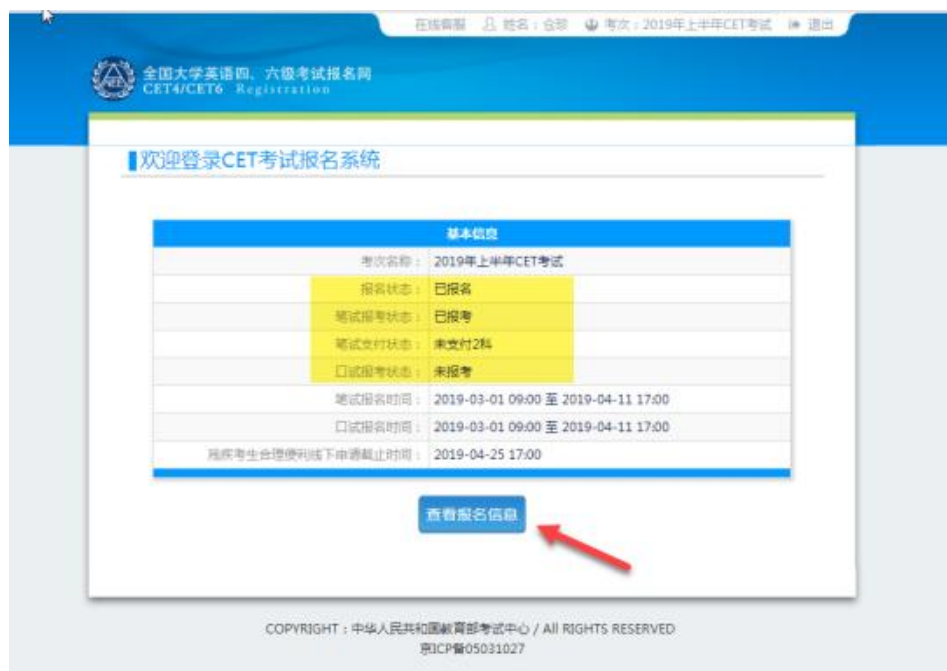 在线客服 姓名：仝珍 考次：2019年上半年CET考试 退出
全国大学英语四、六级考试报名网
CET4/CET6 Registration
欢迎登录CET考试报名系统
基本信息
考次名称： 2019年上半年CET考试
报名状态： 已报名
笔试报考状态： 已报考
笔试支付状态： 未支付2科
口试报考状态： 未报考
笔试报名时间： 2019-03-01 09:00 至 2019-04-11 17:00
口试报名时间： 2019-03-01 09:00 至 2019-04-11 17:00
残疾考生合理便利线下申请截止时间： 2019-04-25 17:00
查看报名信息
COPYRIGHT：中华人民共和国教育部考试中心 / All RIGHTS RESERVED
京ICP备05031027